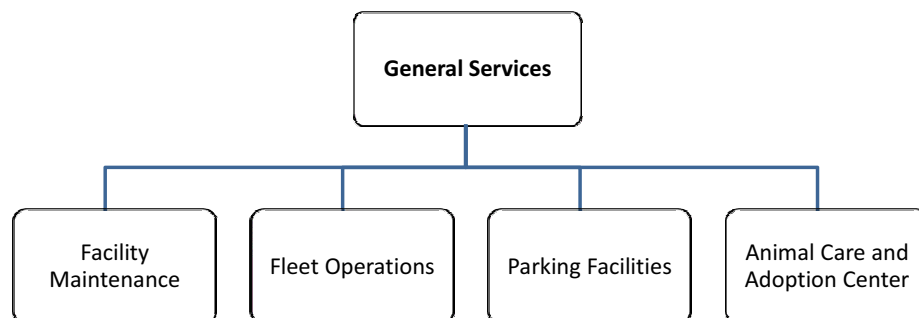 General Services
Facility
Maintenance
Fleet Operations
Parking Facilities
Animal Care and
Adoption Center